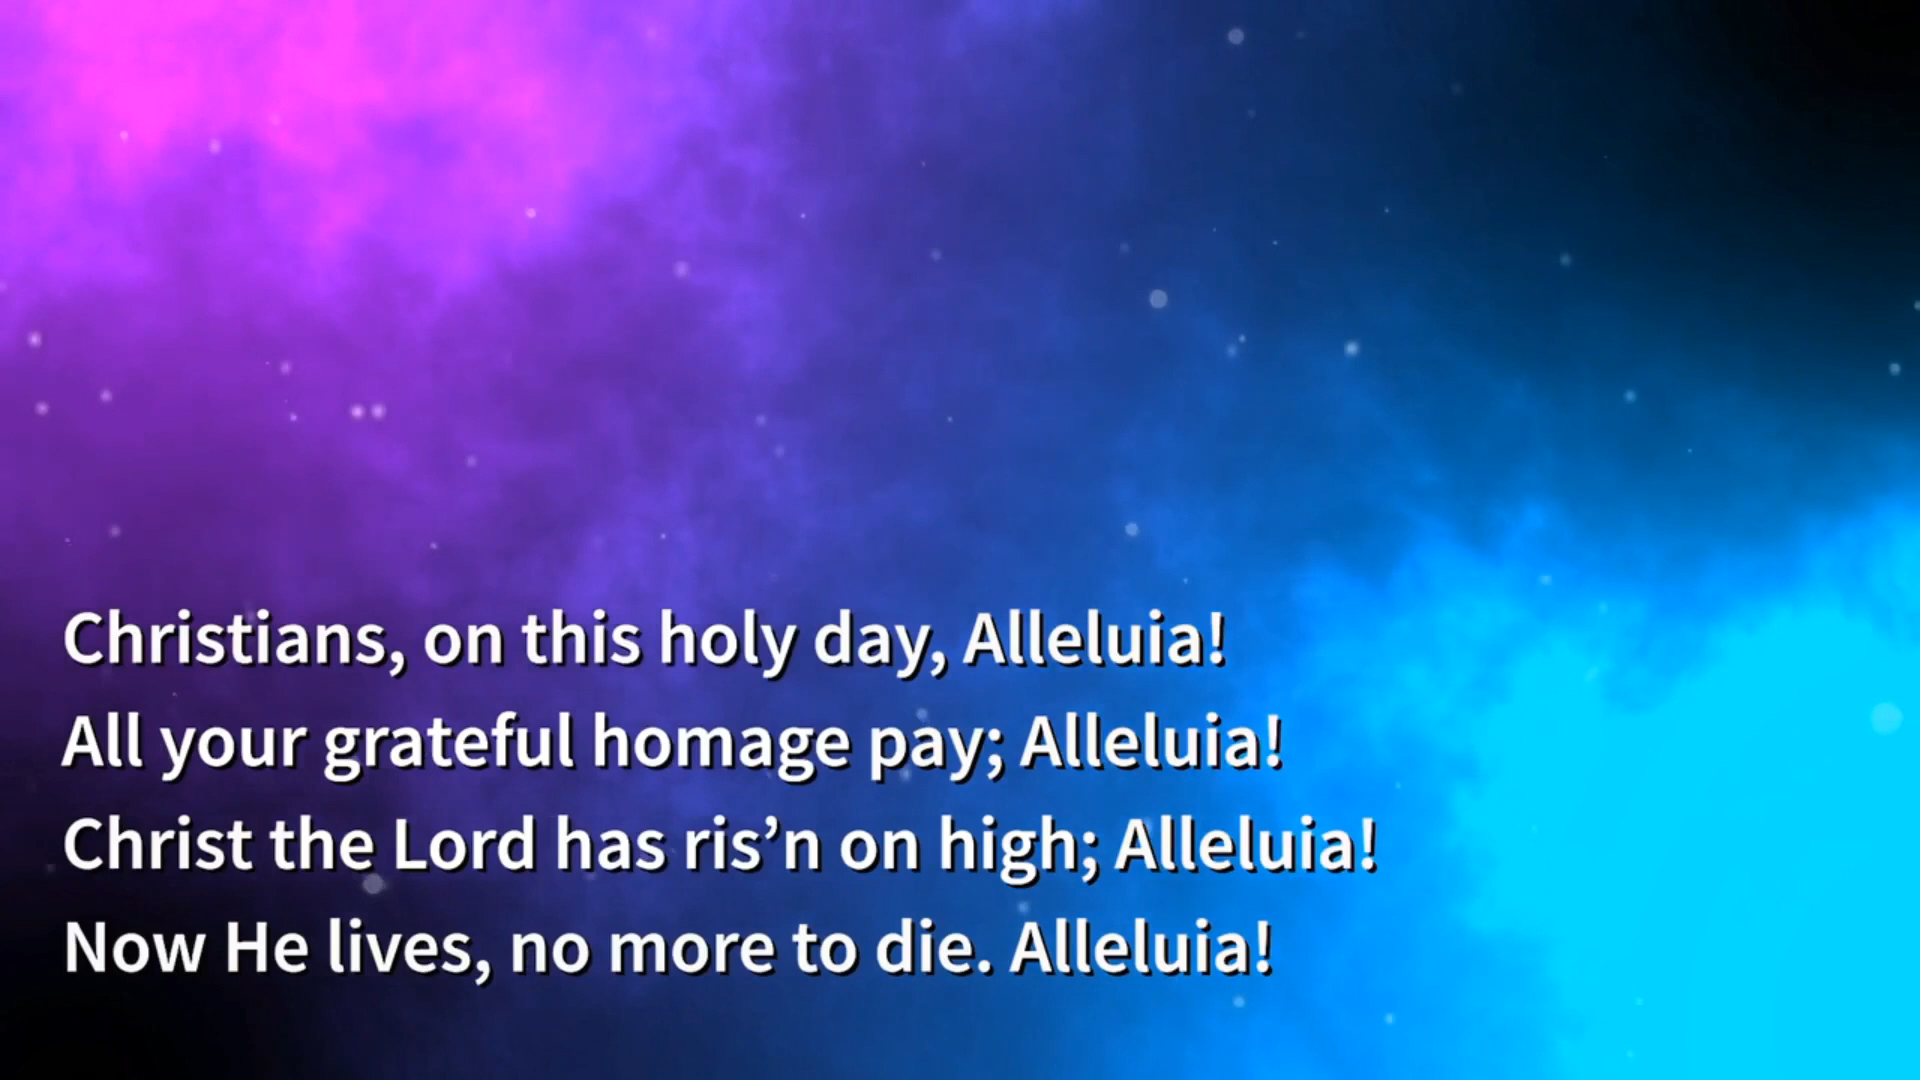 Christians, on this holy day, Alleluia!
All your grateful homage pay; Alleluia!
Christ the Lord has ris’n on high; Alleluia!
Now He lives, no more to die. Alleluia!